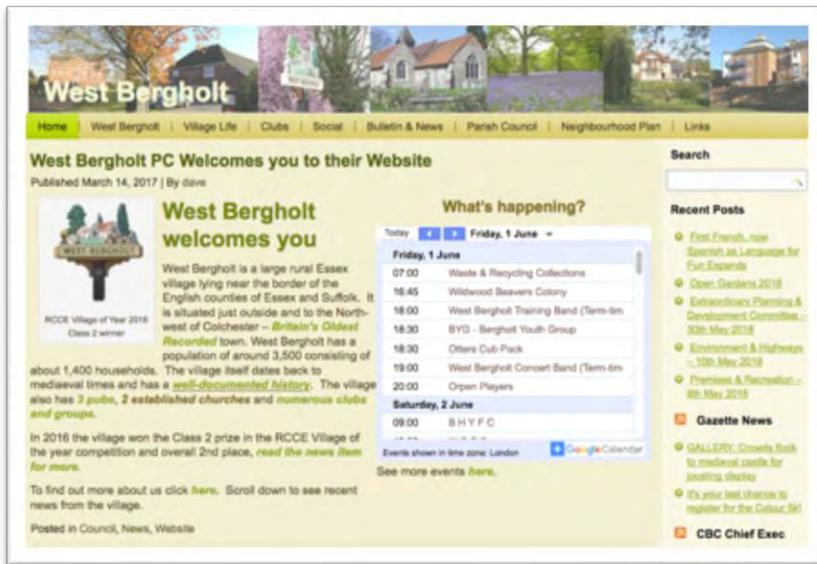 West Bergholt
Home | West Bergholt | Village Life | Clubs | Social | Bulletin & News | Parish Council | Neighbourhood Plan | Links
West Bergholt PC Welcomes you to their Website
Published March 14, 2017 | By dave
WEST BERGHOLT
RCCE Village of Year 2016
Class 2 winner
West Bergholt
welcomes you
West Bergholt is a large rural Essex
village lying near the border of the
English counties of Essex and Suffolk. It
is situated just outside and to the North-
west of Colchester – Britain's Oldest
Recorded town. West Bergholt has a
population of around 3,500 consisting of
about 1,400 households. The village itself dates back to
mediaeval times and has a well-documented history. The village
also has 3 pubs, 2 established churches and numerous clubs
and groups.
In 2016 the village won the Class 2 prize in the RCCE Village of
the year competition and overall 2nd place, read the news item
for more.
To find out more about us click here. Scroll down to see recent
news from the village.
Posted in Council, News, Website
What's happening?
Today Friday, 1 June
Friday, 1 June
07:00 Waste & Recycling Collections
16:45 Wildwood Beavers Colony
18:00 West Bergholt Training Band (Term-tim
18:30 BYG - Bergholt Youth Group
18:30 Otters Cub Pack
19:00 West Bergholt Concert Band (Term-tim
20:00 Orpen Players
Saturday, 2 June
09:00 B H Y F C
Events shown in time zone: London
Google Calendar
See more events here.
Search
Recent Posts
First French, now
Spanish as Language for
Fun Expands
Open Gardens 2018
Extraordinary Planning &
Development Committee –
30th May 2018
Environment & Highways
– 10th May 2018
Premises & Recreation –
8th May 2018
Gazette News
GALLERY: Crowds flock
to medieval castle for
jousting display
It's your last chance to
register for the Colour Ski!
CBC Chief Exec